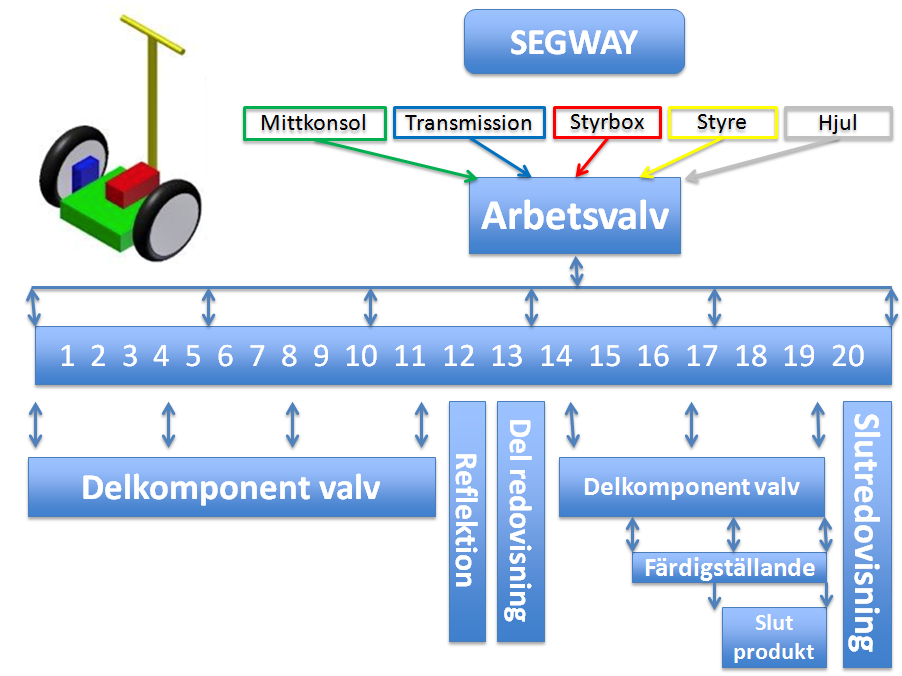 SEGWAY
Mittkonsol
Transmission
Styrbox
Styre
Hjul
Arbetsvalv
1 2 3 4 5 6 7 8 9 10 11 12 13 14 15 16 17 18 19 20
Delkomponent valv
Reflektion
Del redovisning
Delkomponent valv
Färdigställande
Slut
produkt
Slutredovisning